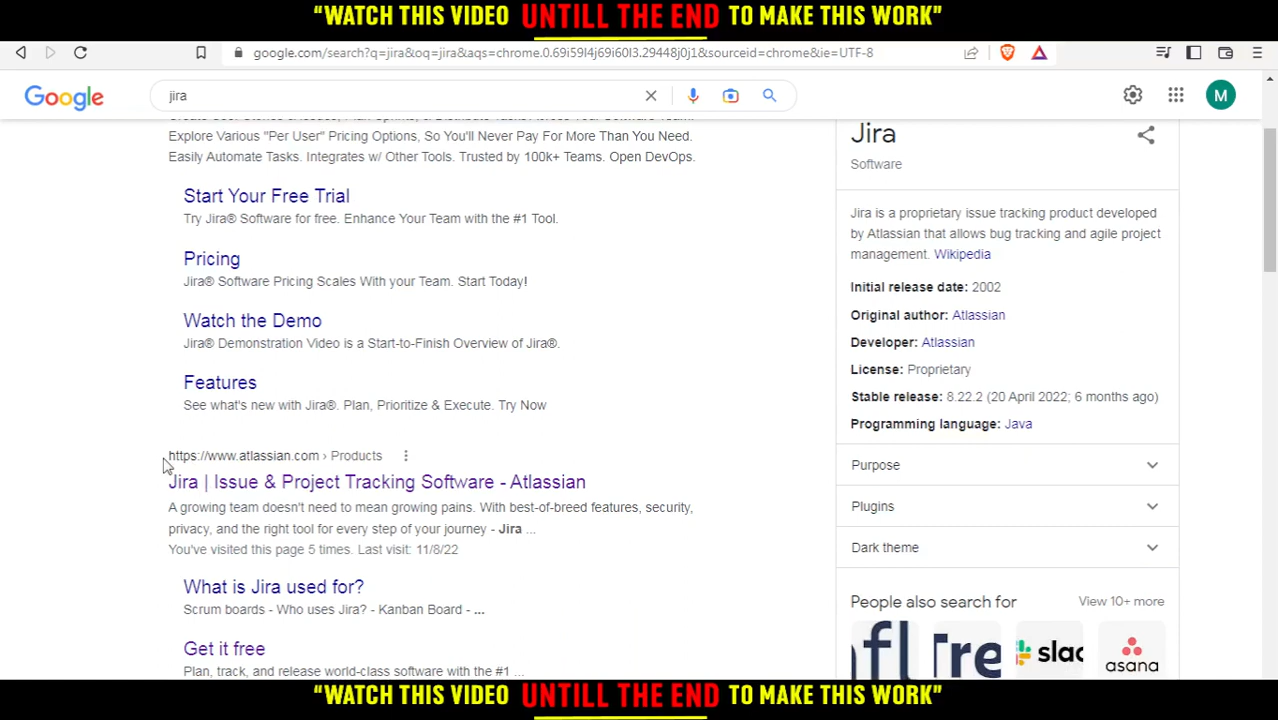 “WATCH THIS VIDEO UNTILL THE END TO MAKE THIS WORK”
google.com/search?q=jira&oq=jira&aqs=chrome.0.69i59l4j69i60l3.29448j0j1&sourceid=chrome&ie=UTF-8
Google
jira
M
Explore Various "Per User" Pricing Options, So You'll Never Pay For More Than You Need.
Easily Automate Tasks. Integrates w/ Other Tools. Trusted by 100k+ Teams. Open DevOps.
Start Your Free Trial
Try Jira® Software for free. Enhance Your Team with the #1 Tool.
Pricing
Jira® Software Pricing Scales With your Team. Start Today!
Watch the Demo
Jira® Demonstration Video is a Start-to-Finish Overview of Jira®.
Features
See what's new with Jira®. Plan, Prioritize & Execute. Try Now
https://www.atlassian.com › Products
Jira | Issue & Project Tracking Software - Atlassian
A growing team doesn't need to mean growing pains. With best-of-breed features, security,
privacy, and the right tool for every step of your journey - Jira ...
You've visited this page 5 times. Last visit: 11/8/22
What is Jira used for?
Scrum boards - Who uses Jira? - Kanban Board - ...
Get it free
Plan, track, and release world-class software with the #1 ...
Jira
Software
Jira is a proprietary issue tracking product developed
by Atlassian that allows bug tracking and agile project
management. Wikipedia
Initial release date: 2002
Original author: Atlassian
Developer: Atlassian
License: Proprietary
Stable release: 8.22.2 (20 April 2022; 6 months ago)
Programming language: Java
Purpose
Plugins
Dark theme
People also search for
View 10+ more
slac
asana
“WATCH THIS VIDEO UNTILL THE END TO MAKE THIS WORK”